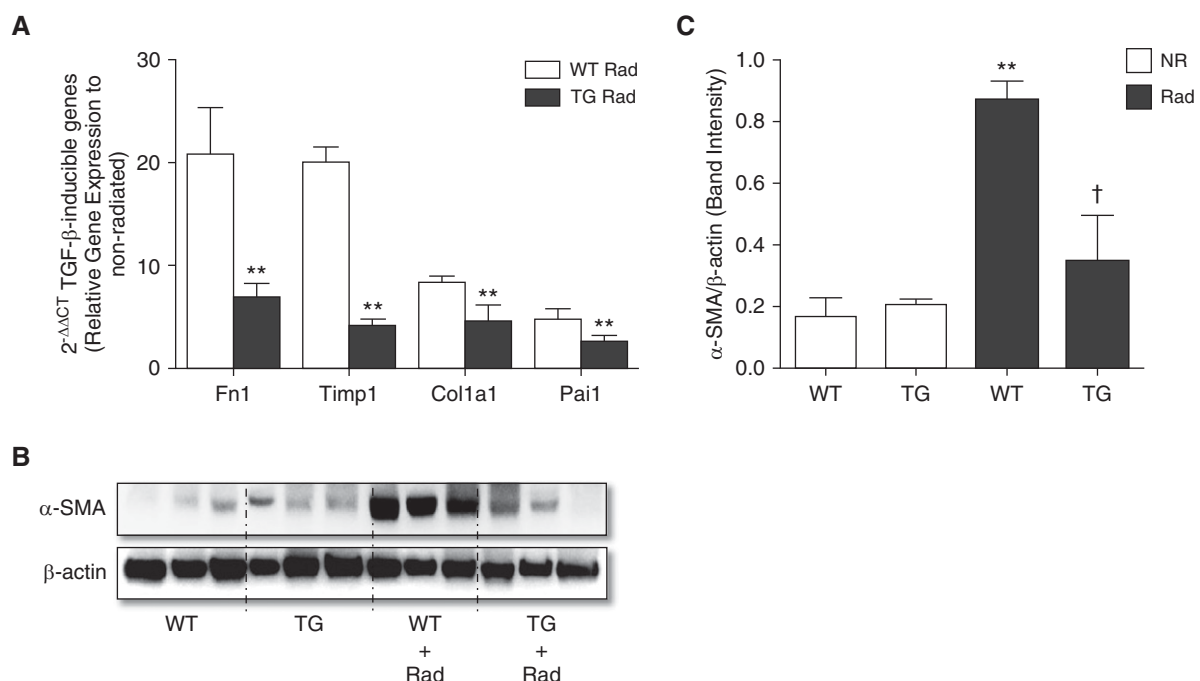 A
2-ΔΔCT TGF-β-inducible genes
(Relative Gene Expression to
non-radiated)
30
20
10
0
WT Rad
TG Rad
**
**
**
**
Fn1 Timp1 Col1a1 Pai1
C
α-SMA/β-actin (Band Intensity)
1.0
0.8
0.6
0.4
0.2
0.0
NR
Rad
**
†
WT TG WT TG
B
α-SMA
β-actin
WT TG WT TG
+ +
Rad Rad